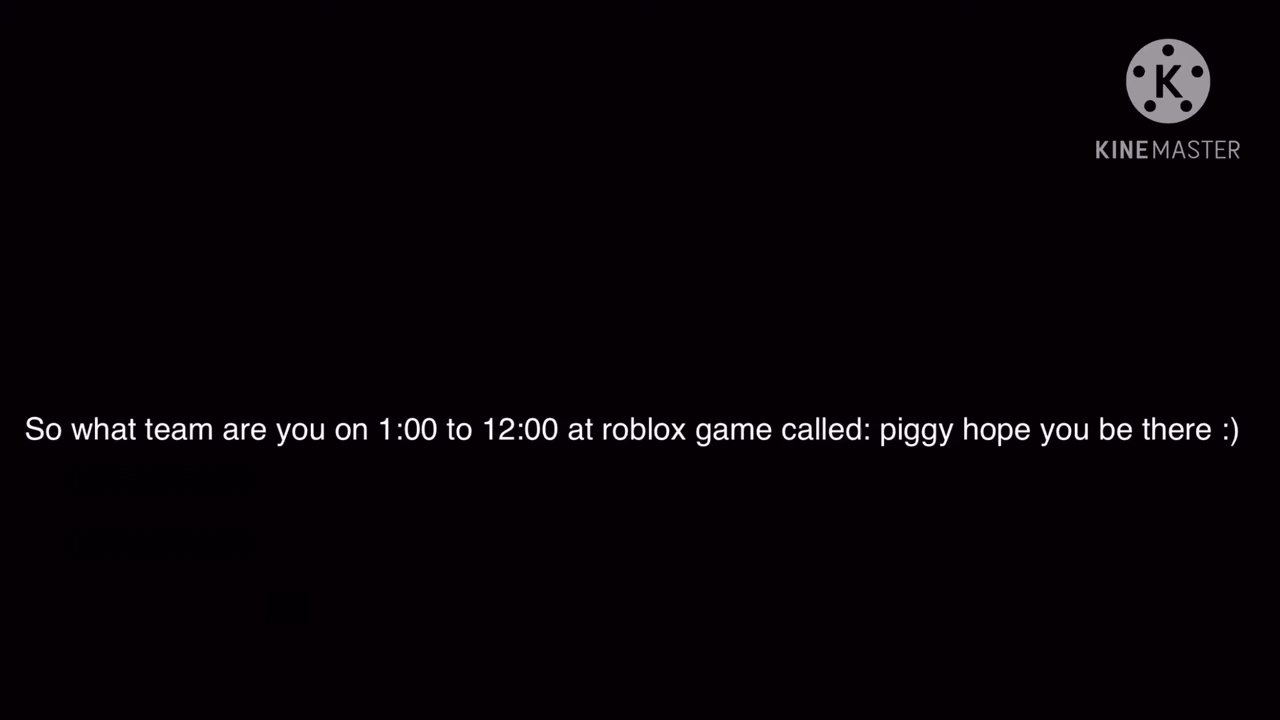 K
KINEMASTER
So what team are you on 1:00 to 12:00 at roblox game called: piggy hope you be there :)